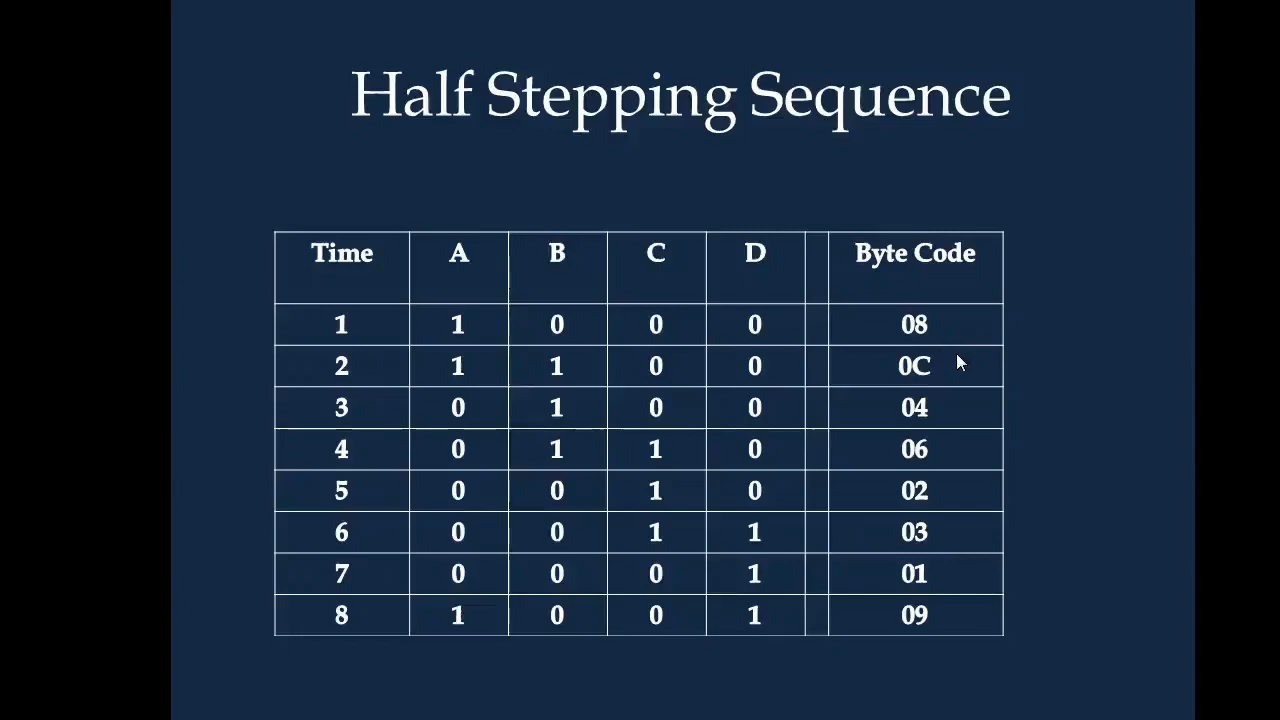 Half Stepping Sequence
Time A B C D Byte Code
1 1 0 0 0 08
2 1 1 0 0 0C
3 0 1 0 0 04
4 0 1 1 0 06
5 0 0 1 0 02
6 0 0 1 1 03
7 0 0 0 1 01
8 1 0 0 1 09